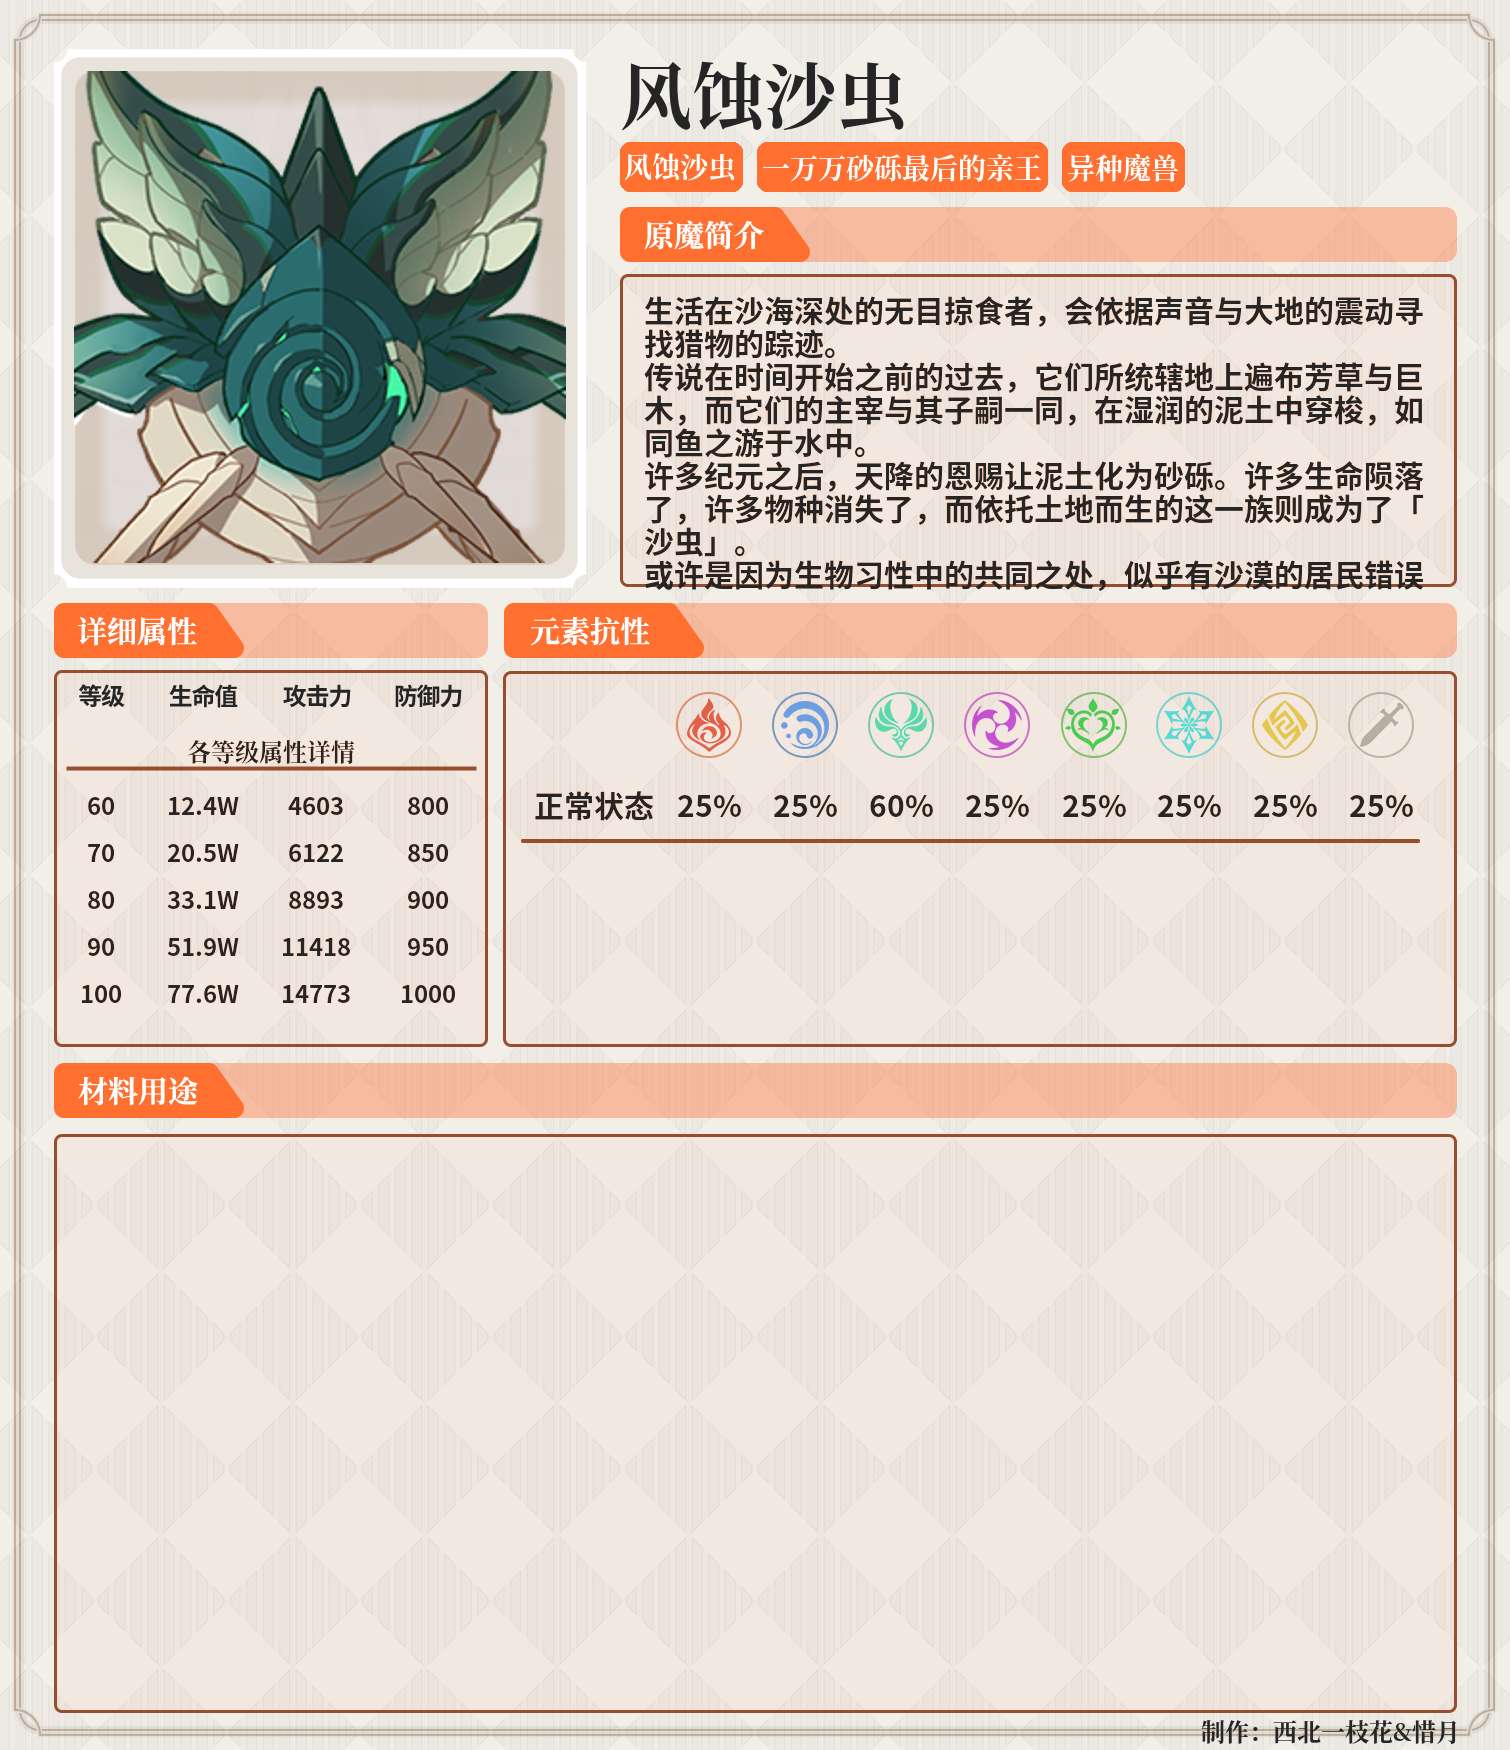 风蚀沙虫
风蚀沙虫 一万万砂砾最后的亲王 异种魔兽
原魔简介
生活在沙海深处的无目掠食者，会依据声音与大地的震动寻
找猎物的踪迹。
传说在时间开始之前的过去，它们所统辖地上遍布芳草与巨
木，而它们的主宰与其子嗣一同，在湿润的泥土中穿梭，如
同鱼之游于水中。
许多纪元之后，天降的恩赐让泥土化为砂砾。许多生命陨落
了，许多物种消失了，而依托土地而生的这一族则成为了「
沙虫」。
或许是因为生物习性中的共同之处，似乎有沙漠的居民错误
详细属性
等级 生命值 攻击力 防御力
各等级属性详情
60 12.4W 4603 800
70 20.5W 6122 850
80 33.1W 8893 900
90 51.9W 11418 950
100 77.6W 14773 1000
元素抗性
正常状态 25% 25% 60% 25% 25% 25% 25% 25%
材料用途
制作：西北一枝花&惜月